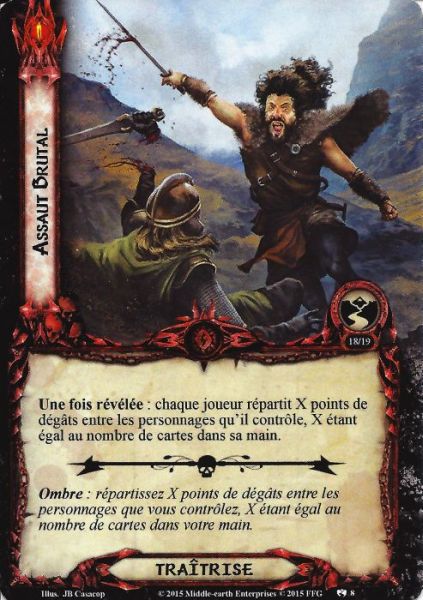 ASSAUT BRUTAL
18/19
Une fois révélée : chaque joueur répartit X points de
dégâts entre les personnages qu'il contrôle, X étant
égal au nombre de cartes dans sa main.
Ombre : répartissez X points de dégâts entre les
personnages que vous contrôlez, X étant égal au
nombre de cartes dans votre main.
TRAÎTRISE
Illus. JB Casacop © 2015 Middle-earth Enterprises © 2015 FFG 8